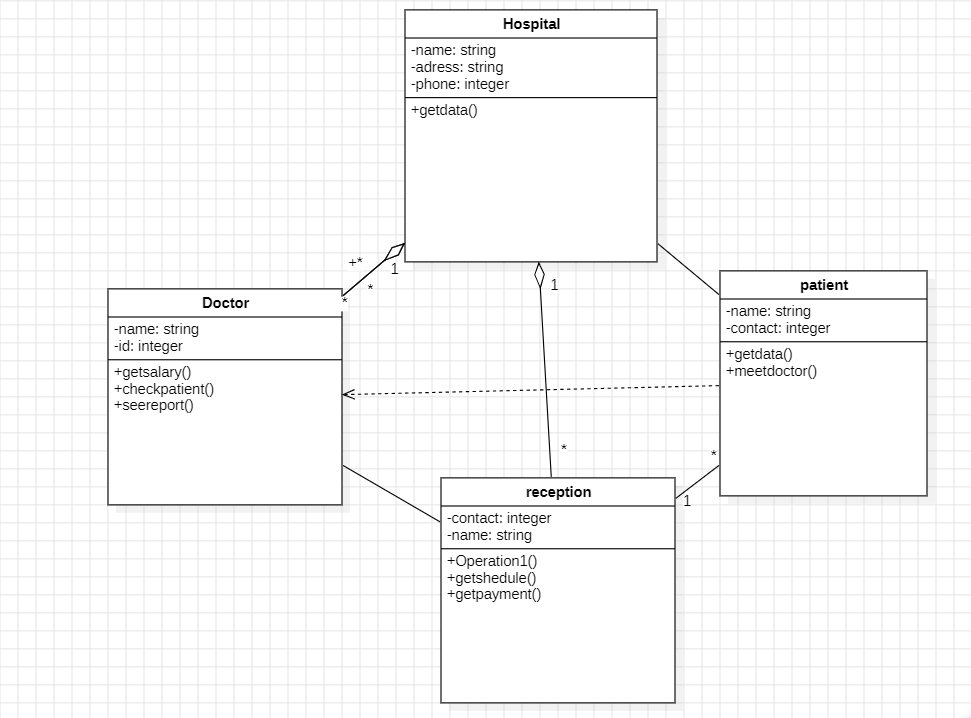 Hospital
-name: string
-adress: string
-phone: integer
+getdata()
+*
1
*
*
1
Doctor
-name: string
-id: integer
+getsalary()
+checkpatient()
+seereport()
patient
-name: string
-contact: integer
+getdata()
+meetdoctor()
*
*
1
reception
-contact: integer
-name: string
+Operation1()
+getshedule()
+getpayment()